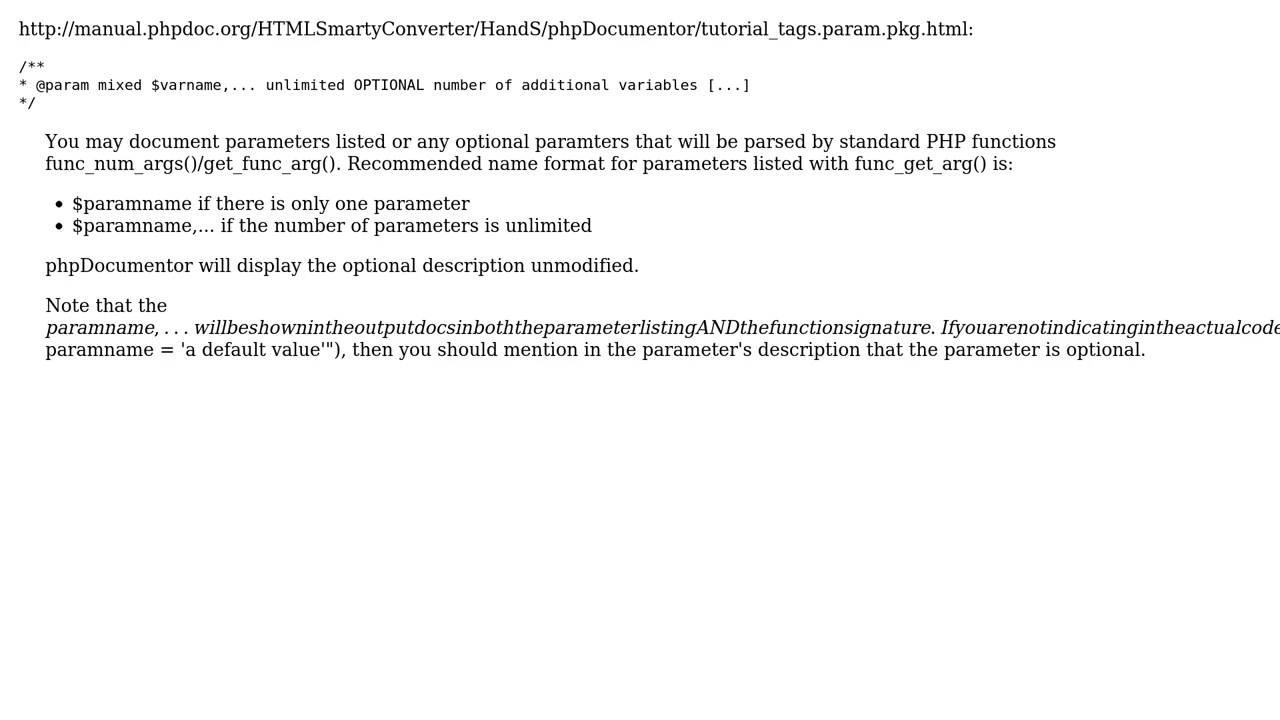 http://manual.phpdoc.org/HTMLSmartyConverter/HandS/phpDocumentor/tutorial_tags.param.pkg.html:
/**
* @param mixed $varname,... unlimited OPTIONAL number of additional variables [...]
*/
You may document parameters listed or any optional paramters that will be parsed by standard PHP functions
func_num_args()/get_func_arg(). Recommended name format for parameters listed with func_get_arg() is:
• $paramname if there is only one parameter
• $paramname,... if the number of parameters is unlimited
phpDocumentor will display the optional description unmodified.
Note that the
paramname, . . . willbeshownintheoutputdocsinboththeparameterlistingANDthefunctionsignature. Ifyouarenotindicatingintheactualcode
paramname = 'a default value'"), then you should mention in the parameter's description that the parameter is optional.